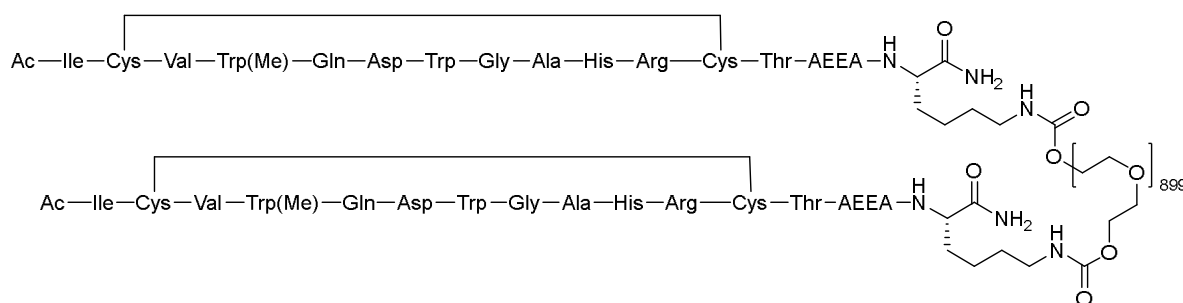 O
H
Ac—Ile—Cys—Val—Trp(Me)—Gln—Asp—Trp—Gly—Ala—His—Arg—Cys—Thr—AEEA—N
NH₂
H
N
O
O
O
899
O
H
Ac—Ile—Cys—Val—Trp(Me)—Gln—Asp—Trp—Gly—Ala—His—Arg—Cys—Thr—AEEA—N
NH₂
H
N
O
O